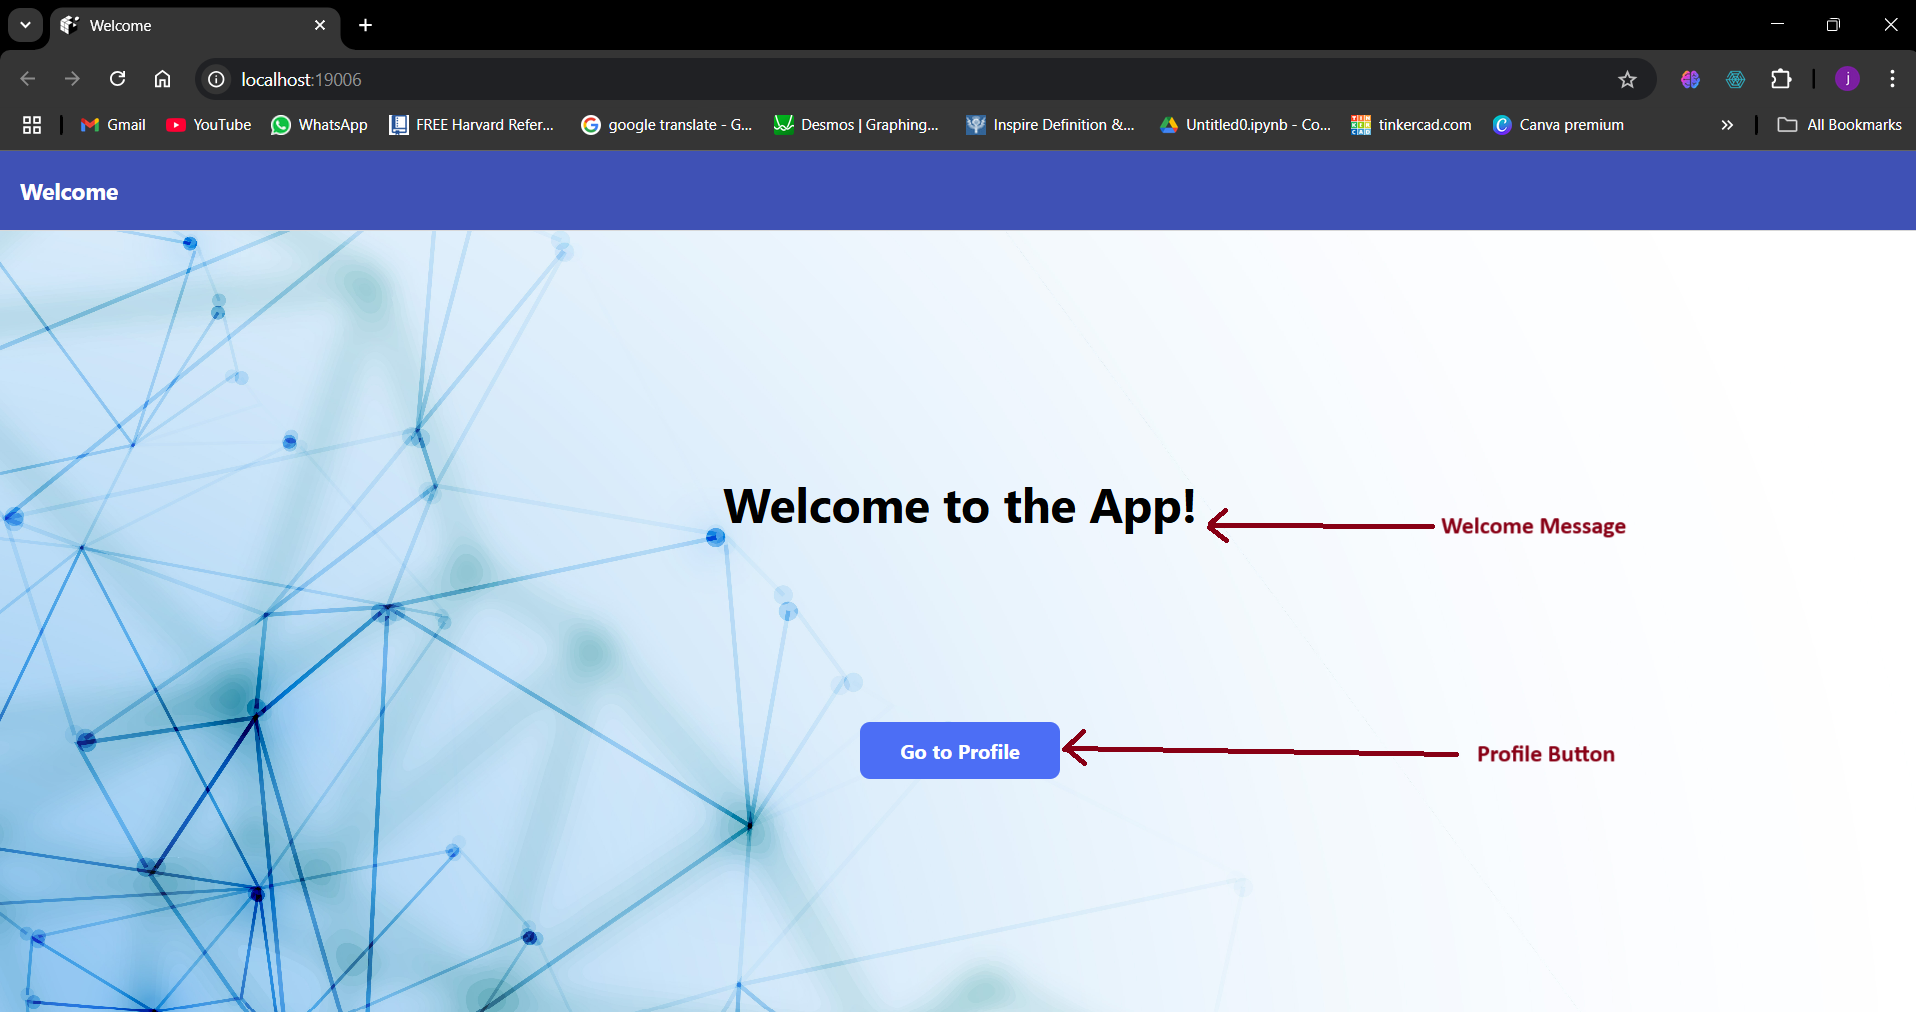 Welcome
localhost:19006
j
Gmail YouTube WhatsApp FREE Harvard Refer... google translate - G... Desmos | Graphing... Inspire Definition &... Untitled0.ipynb - Co... tinkercad.com Canva premium All Bookmarks
Welcome
Welcome to the App!
Welcome Message
Go to Profile
Profile Button